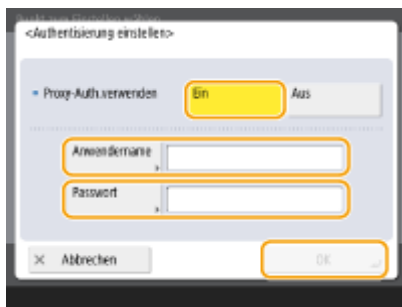 <Authentisierung einstellen>
Proxy-Auth.verwenden
Ein
Aus
Anwendername
Passwort
× Abbrechen
OK